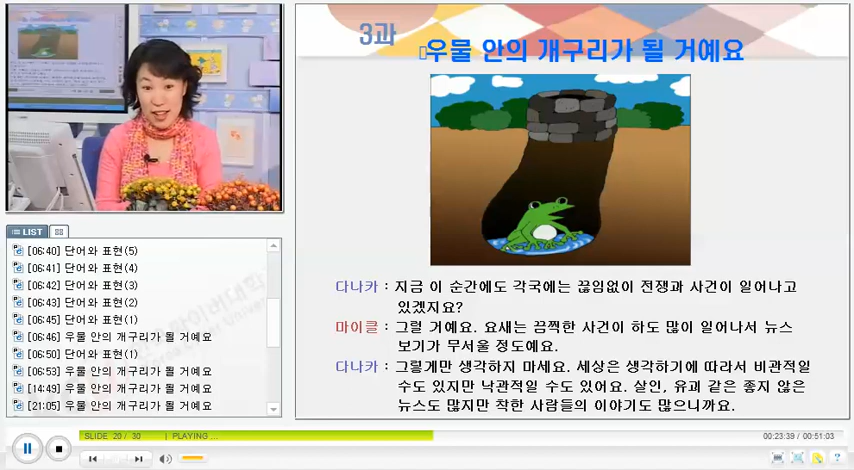 3과
우물 안의 개구리가 될 거예요
LIST
[06:40] 단어와 표현(5)
[06:41] 단어와 표현(4)
[06:42] 단어와 표현(3)
[06:43] 단어와 표현(2)
[06:45] 단어와 표현(1)
[06:46] 우물 안의 개구리가 될 거예요
[06:50] 단어와 표현(1)
[06:53] 우물 안의 개구리가 될 거예요
[14:49] 우물 안의 개구리가 될 거예요
[21:05] 우물 안의 개구리가 될 거예요
다나카 : 지금 이 순간에도 각국에는 끊임없이 전쟁과 사건이 일어나고
있겠지요?
마이클 : 그럴 거예요. 요새는 끔찍한 사건이 하도 많이 일어나서 뉴스
보기가 무서울 정도예요.
다나카 : 그렇게만 생각하지 마세요. 세상은 생각하기에 따라서 비관적일
수도 있지만 낙관적일 수도 있어요. 살인, 유괴 같은 좋지 않은
뉴스도 많지만 착한 사람들의 이야기도 많으니까요.
SLIDE 20 / 30 | PLAYING ...
00:23:39 / 00:51:03